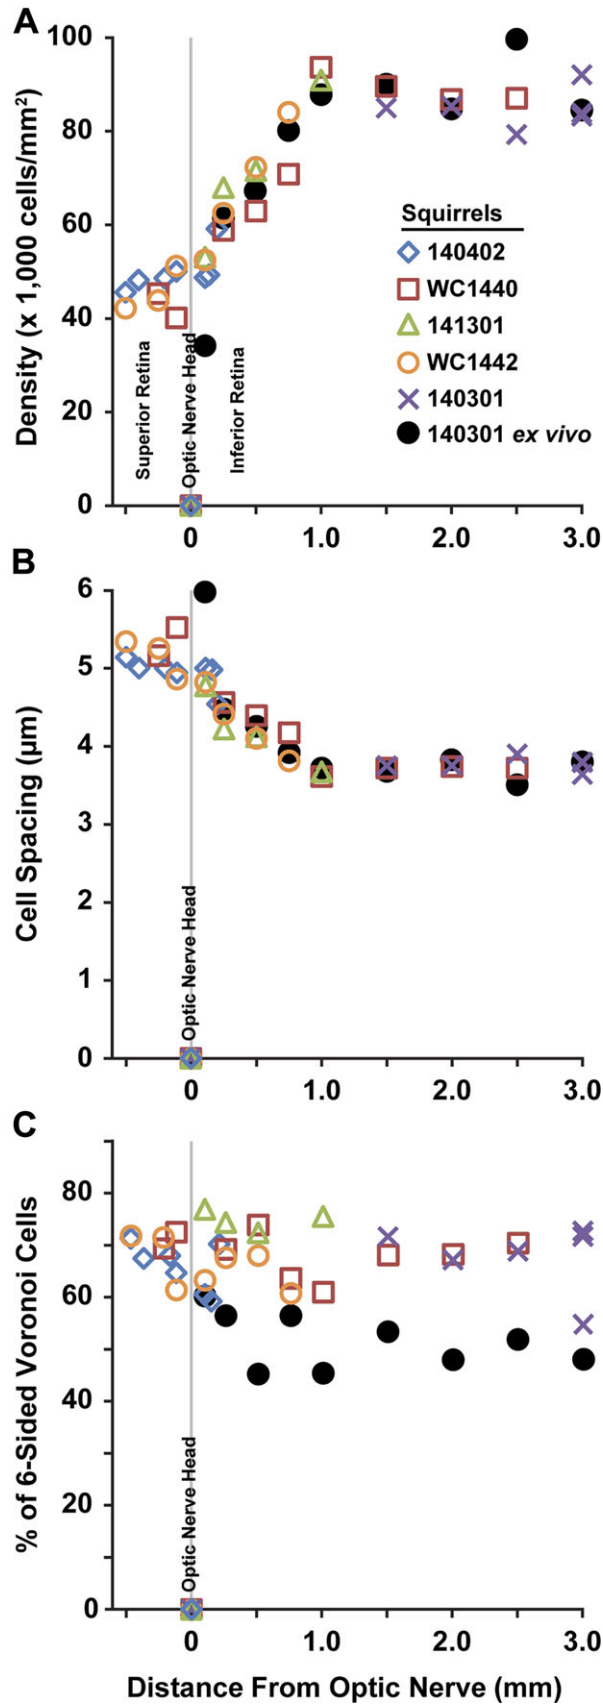 A
Density (x 1,000 cells/mm²)
100
80
60
40
20
0
Superior Retina
Optic Nerve Head
Inferior Retina
Squirrels
140402
WC1440
141301
WC1442
140301
140301 ex vivo
0 1.0 2.0 3.0
B
Cell Spacing (µm)
6
5
4
3
2
1
0
Optic Nerve Head
0 1.0 2.0 3.0
C
% of 6-Sided Voronoi Cells
80
60
40
20
0
Optic Nerve Head
0 1.0 2.0 3.0
Distance From Optic Nerve (mm)